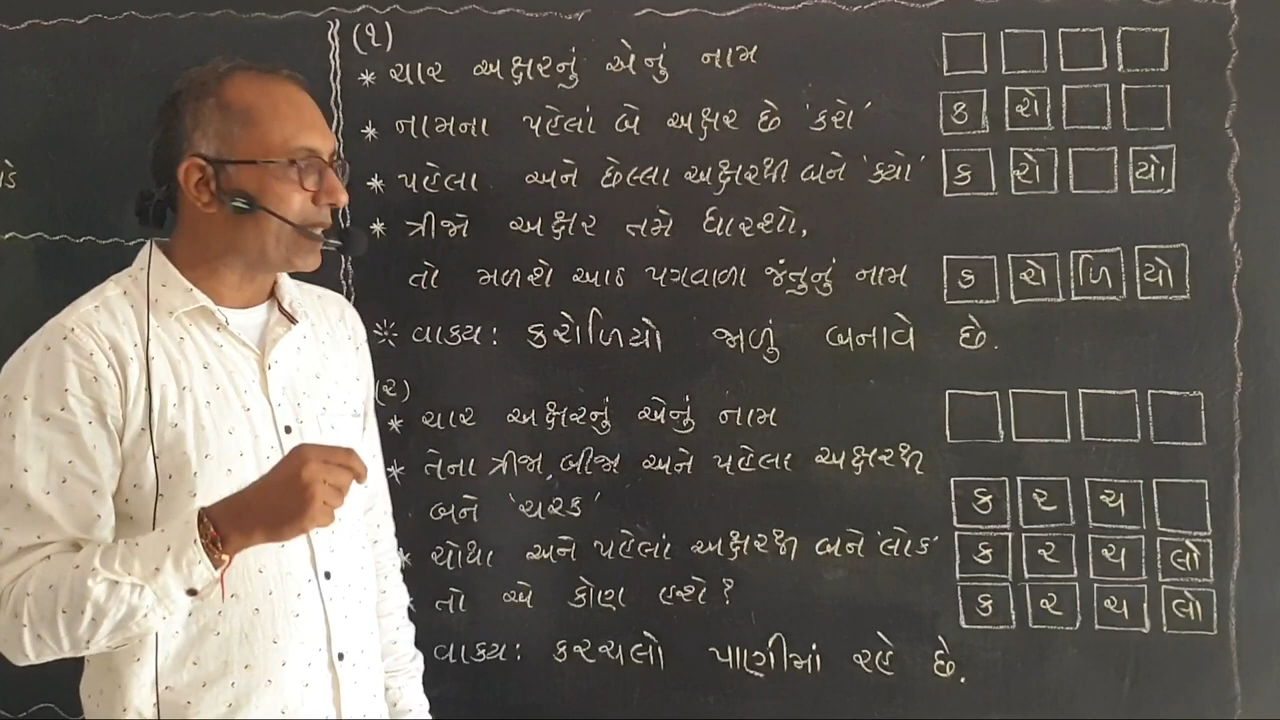 (૧)
* ચાર અક્ષરનું એનું નામ
* નામના પહેલાં બે અક્ષર છે 'કરો'
ક રો
* પહેલા અને છેલ્લા અક્ષરથી બને 'ક્યો'
ક રો યો
* ત્રીજો અક્ષર તમે ધારશો,
તો મળશે આઠ પગવાળા જંતુનું નામ
ક રો ળિ યો
* વાક્ય: કરોળિયો જાળું બનાવે છે.
(૨)
* ચાર અક્ષરનું એનું નામ
* તેના ત્રીજા, બીજા અને પહેલા અક્ષરથી
બને 'ચરક'
ક ર ચ
* ચોથા અને પહેલાં અક્ષરથી બને 'લોક'
ક ર ચ લો
તો એ કોણ હશે?
ક ર ચ લો
વાક્ય: કરચલો પાણીમાં રહે છે.